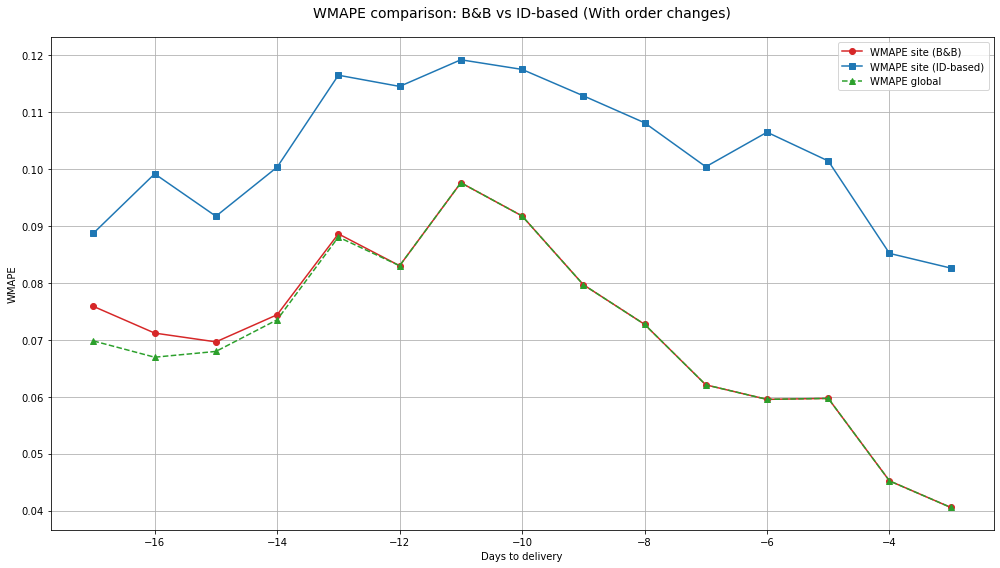 WMAPE comparison: B&B vs ID-based (With order changes)
WMAPE site (B&B)
WMAPE site (ID-based)
WMAPE global
0.12
0.11
0.10
0.09
0.08
0.07
0.06
0.05
0.04
WMAPE
−16
−14
−12
−10
−8
−6
−4
Days to delivery